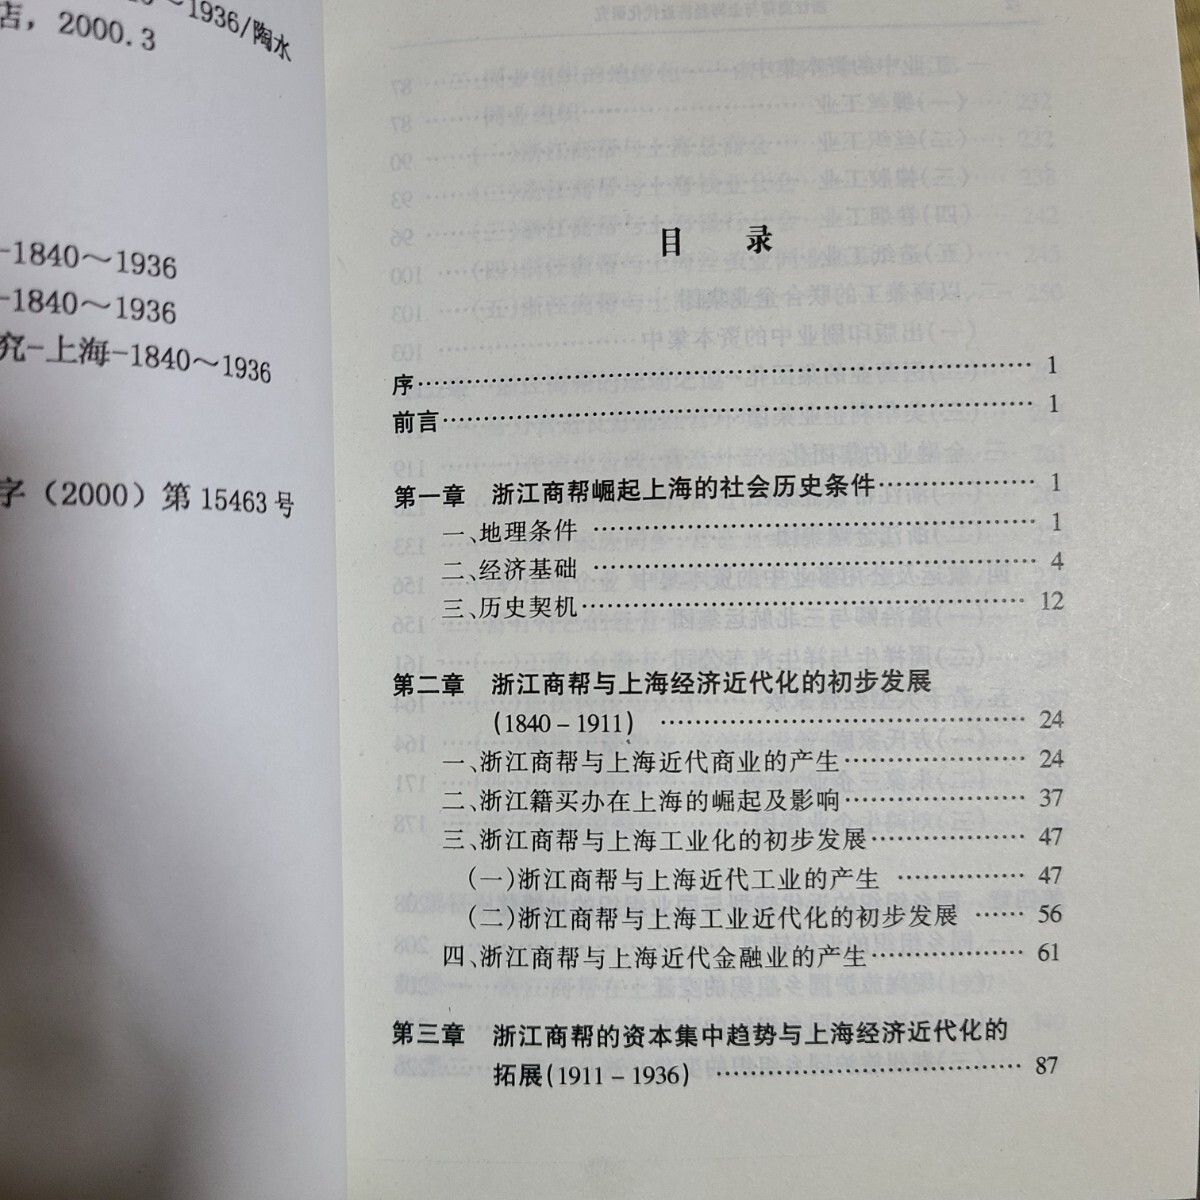 ~1936/陶水
店，2000.3
-1840～1936
-1840～1936
究-上海-1840～1936
字（2000）第 15463 号
目 录
序 1
前言 1
第一章 浙江商帮崛起上海的社会历史条件 1
一、地理条件 1
二、经济基础 4
三、历史契机 12
第二章 浙江商帮与上海经济近代化的初步发展
(1840－1911) 24
一、浙江商帮与上海近代商业的产生 24
二、浙江籍买办在上海的崛起及影响 37
三、浙江商帮与上海工业化的初步发展 47
(一)浙江商帮与上海近代工业的产生 47
(二)浙江商帮与上海工业近代化的初步发展 56
四、浙江商帮与上海近代金融业的产生 61
第三章 浙江商帮的资本集中趋势与上海经济近代化的
拓展(1911－1936) 87